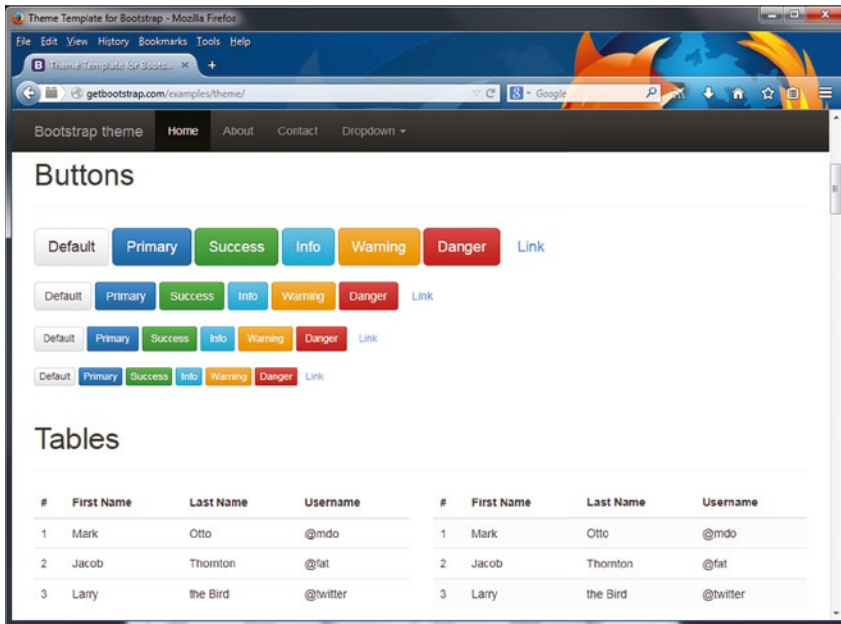 Theme Template for Bootstrap - Mozilla Firefox
File Edit View History Bookmarks Tools Help
B Theme Template for Boots... × +
getbootstrap.com/examples/theme/ 8 - Google
Bootstrap theme Home About Contact Dropdown
Buttons
Default Primary Success Info Warning Danger Link
Default Primary Success Info Warning Danger Link
Default Primary Success Info Warning Danger Link
Default Primary Success Info Warning Danger Link
Tables
# First Name Last Name Username # First Name Last Name Username
1 Mark Otto @mdo 1 Mark Otto @mdo
2 Jacob Thornton @fat 2 Jacob Thornton @fat
3 Larry the Bird @twitter 3 Larry the Bird @twitter